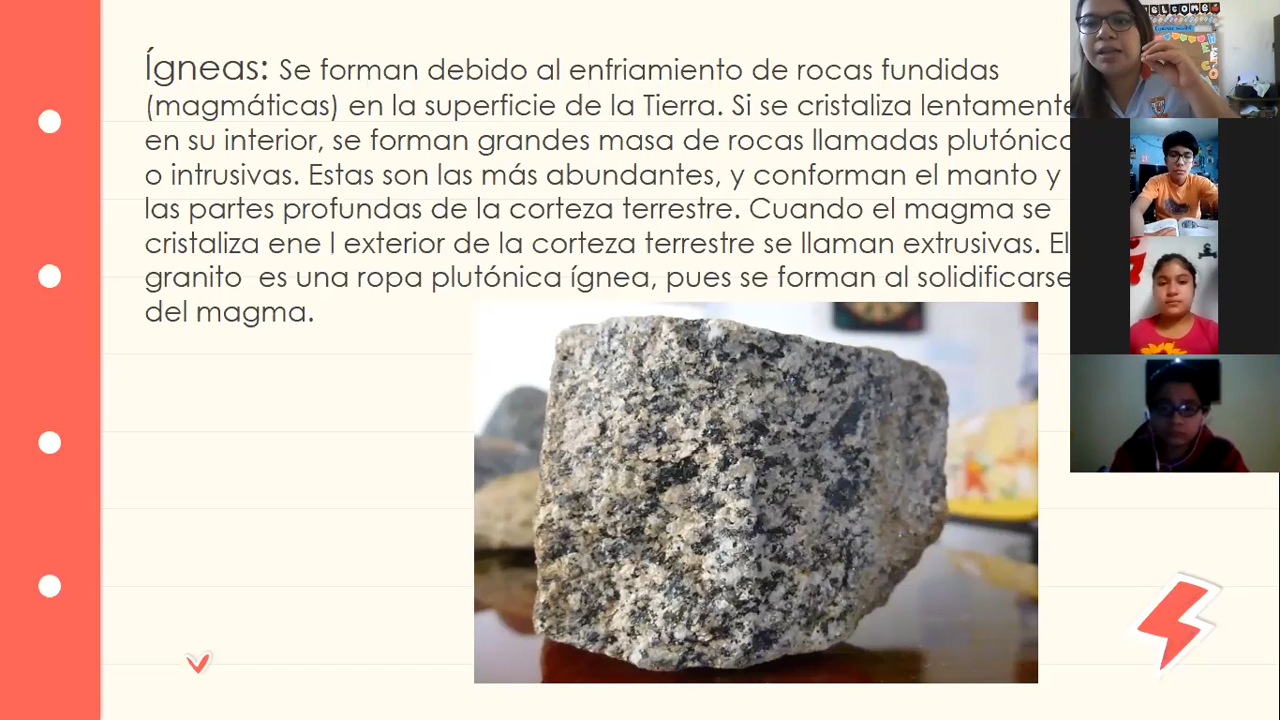 Ígneas: Se forman debido al enfriamiento de rocas fundidas
(magmáticas) en la superficie de la Tierra. Si se cristaliza lentamente
en su interior, se forman grandes masa de rocas llamadas
o intrusivas. Estas son las más abundantes, y conforman el manto y
las partes profundas de la corteza terrestre. Cuando el magma se
cristaliza ene l exterior de la corteza terrestre se llaman extrusivas. El
granito es una ropa plutónica ígnea, pues se forman al solidificarse
del magma.
WELCOME